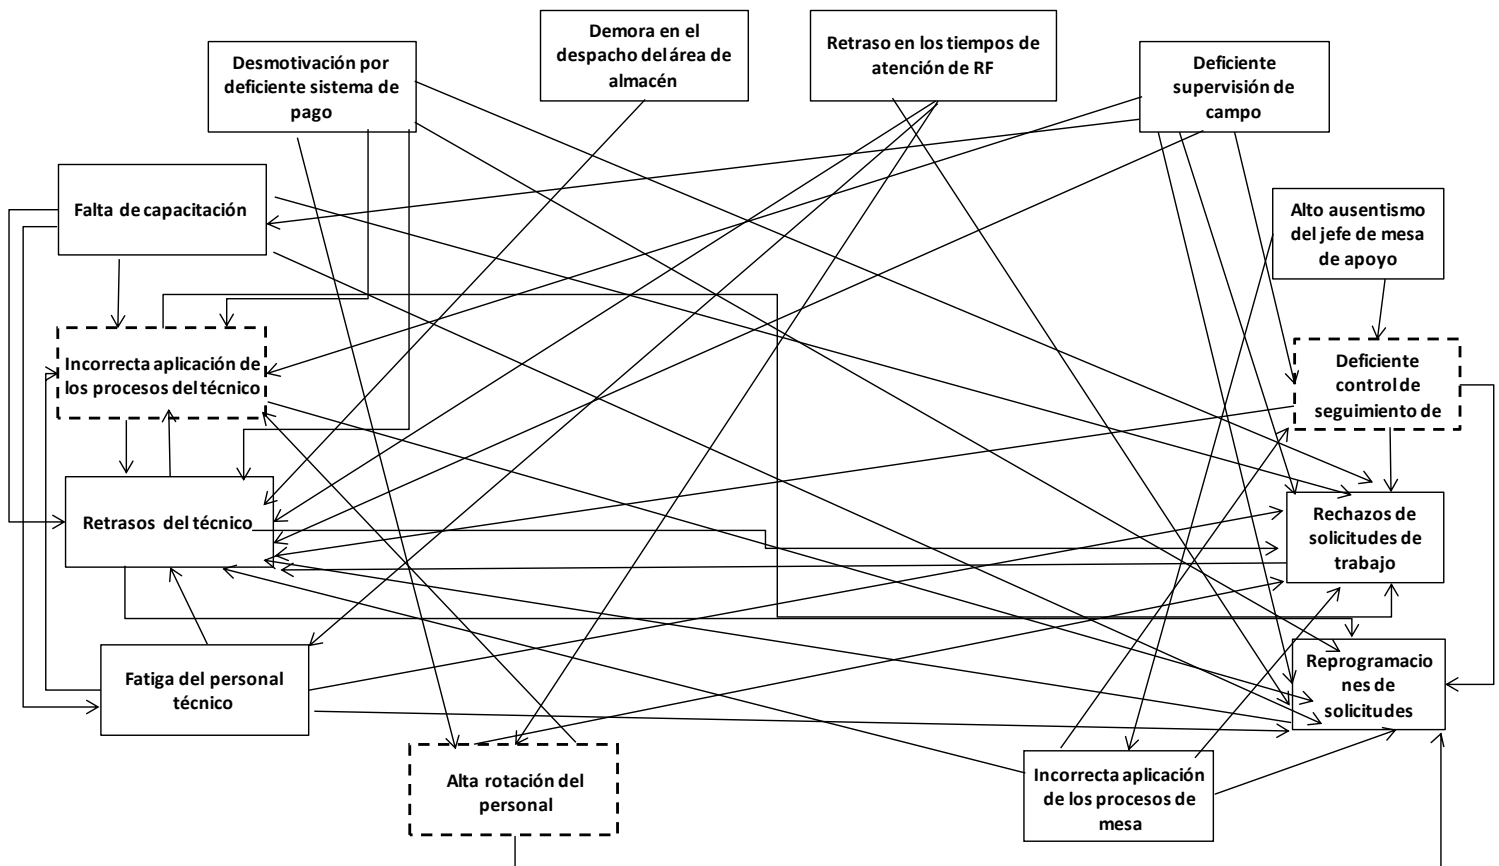 Demora en el
despacho del área de
almacén
Retraso en los tiempos de
atención de RF
Desmotivación por
deficiente sistema de
pago
Deficiente
supervisión de
campo
Falta de capacitación
Alto ausentismo
del jefe de mesa
de apoyo
Incorrecta aplicación de
los procesos del técnico
Deficiente
control de
seguimiento de
Retrasos del técnico
Rechazos de
solicitudes de
trabajo
Fatiga del personal
técnico
Reprogramacio
nes de
solicitudes
Alta rotación del
personal
Incorrecta aplicación
de los procesos de
mesa